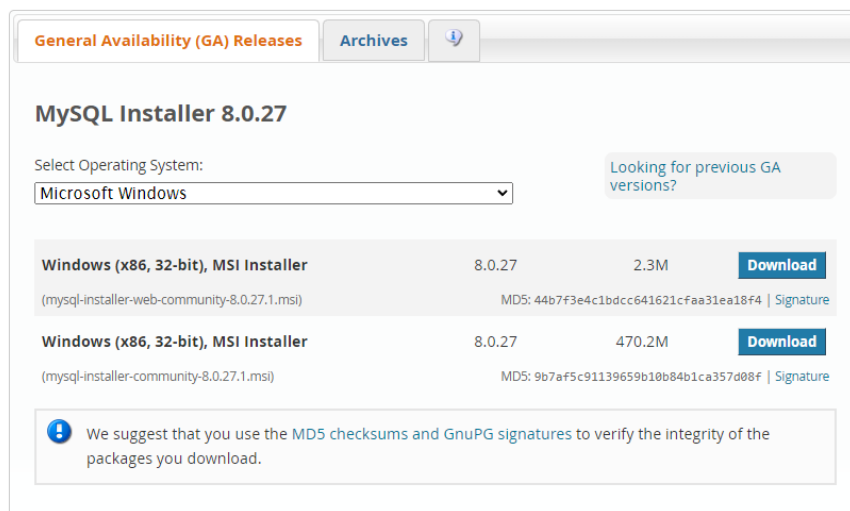 General Availability (GA) Releases
Archives
MySQL Installer 8.0.27
Select Operating System:
Microsoft Windows
Looking for previous GA
versions?
Windows (x86, 32-bit), MSI Installer 8.0.27 2.3M Download
(mysql-installer-web-community-8.0.27.1.msi) MD5: 44b7f3e4c1bdcc641621cfaa31ea18f4 | Signature
Windows (x86, 32-bit), MSI Installer 8.0.27 470.2M Download
(mysql-installer-community-8.0.27.1.msi) MD5: 9b7af5c91139659b10b84b1ca357d08f | Signature
We suggest that you use the MD5 checksums and GnuPG signatures to verify the integrity of the
packages you download.